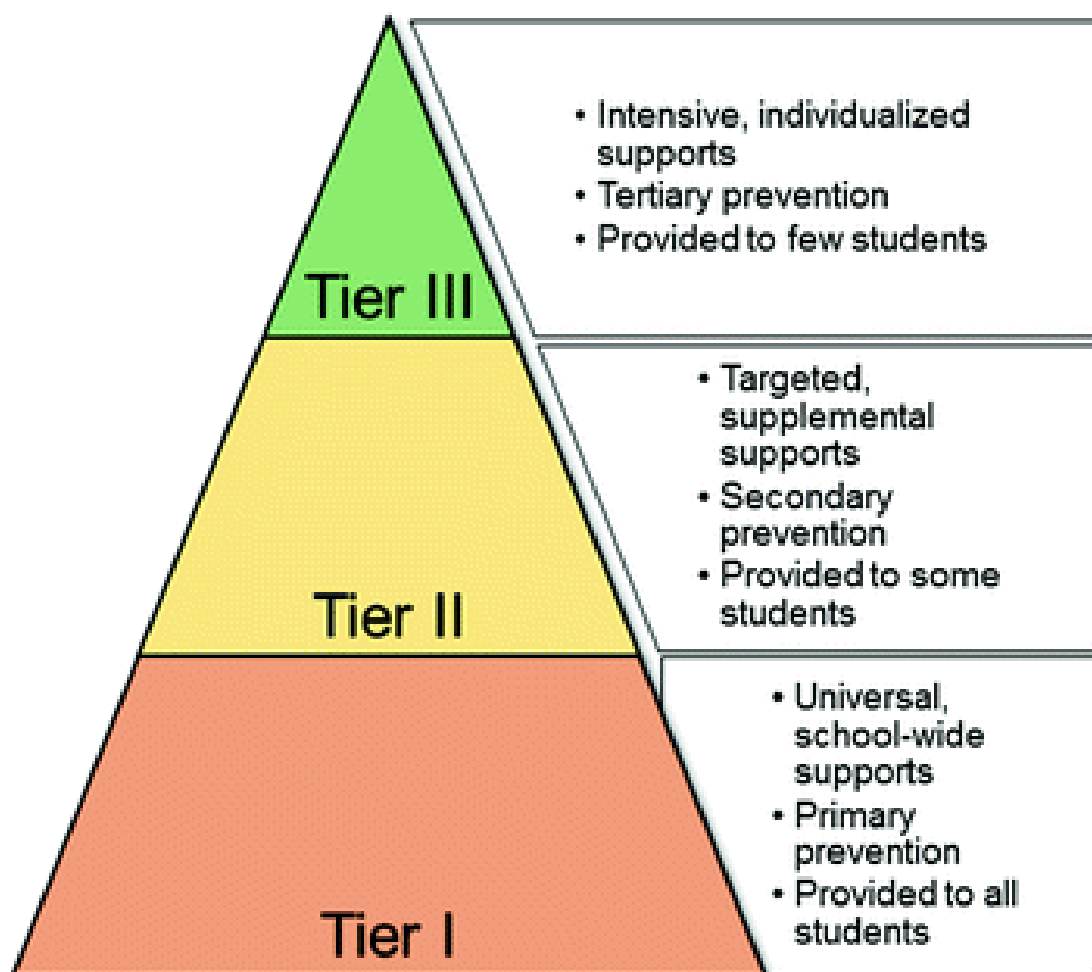 • Intensive, individualized
supports
• Tertiary prevention
• Provided to few students
Tier III
• Targeted,
supplemental
supports
• Secondary
prevention
• Provided to some
students
Tier II
• Universal,
school-wide
supports
• Primary
prevention
• Provided to all
students
Tier I